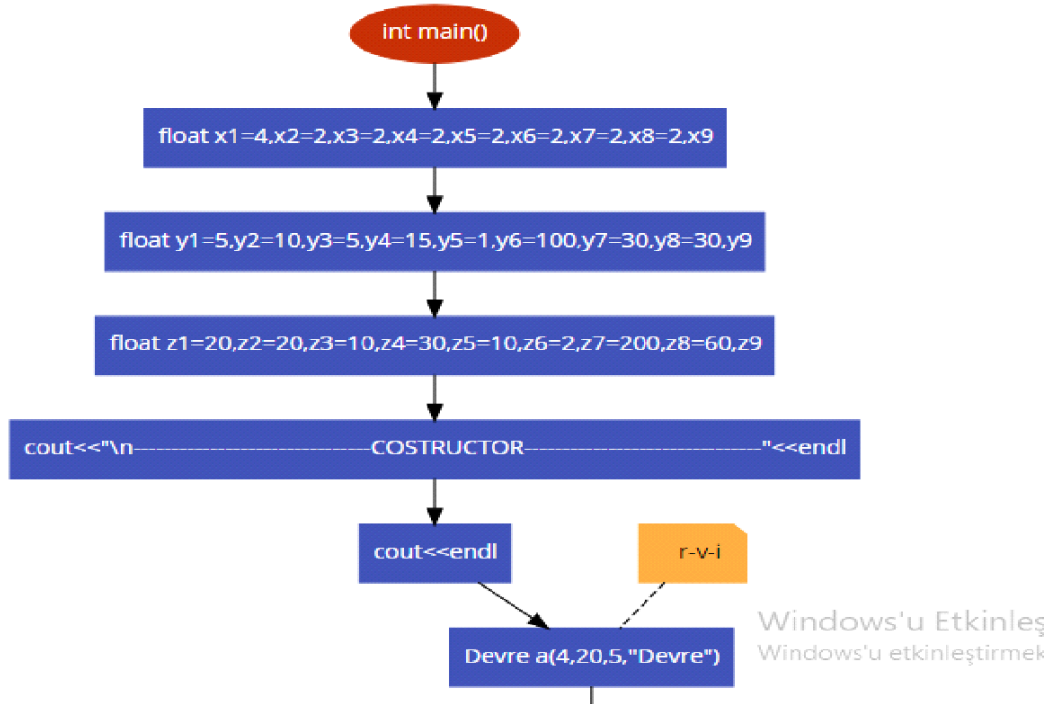 int main()
float x1=4,x2=2,x3=2,x4=2,x5=2,x6=2,x7=2,x8=2,x9
float y1=5,y2=10,y3=5,y4=15,y5=1,y6=100,y7=30,y8=30,y9
float z1=20,z2=20,z3=10,z4=30,z5=10,z6=2,z7=200,z8=60,z9
cout<<"\n------------------------------COSTRUCTOR------------------------------"<<endl
cout<<endl
r-v-i
Devre a(4,20,5,"Devre")
Windows'u Etkinleş
Windows'u etkinleştirmek